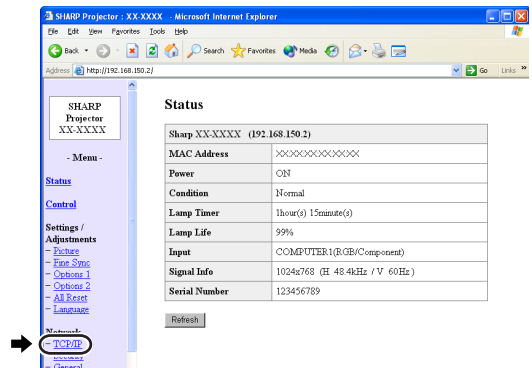 SHARP Projector : XX-XXXX - Microsoft Internet Explorer
File Edit View Favorites Tools Help
Back Search Favorites Media
Address http://192.168.150.2/ Go Links »
SHARP
Projector
XX-XXXX
- Menu -
Status
Control
Settings /
Adjustments
– Picture
– Fine Sync
– Options 1
– Options 2
– All Reset
– Language
Network
– TCP/IP
– Security
– General
Status
Sharp XX-XXXX (192.168.150.2)
MAC Address XXXXXXXXXXXX
Power ON
Condition Normal
Lamp Timer 1hour(s) 15minute(s)
Lamp Life 99%
Input COMPUTER1(RGB/Component)
Signal Info 1024x768 (H 48.4kHz / V 60Hz )
Serial Number 123456789
Refresh